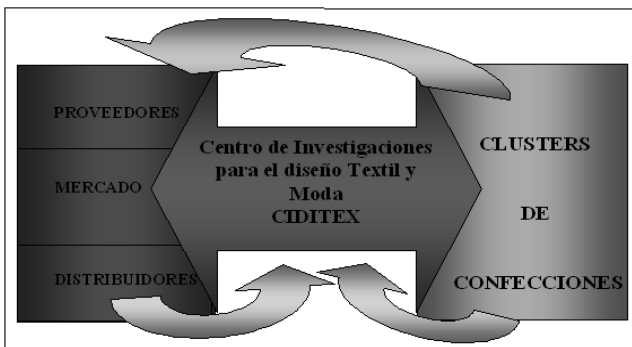 PROVEEDORES
MERCADO
DISTRIBUIDORES
Centro de Investigaciones
para el diseño Textil y
Moda
CIDITEX
CLUSTERS
DE
CONFECCIONES